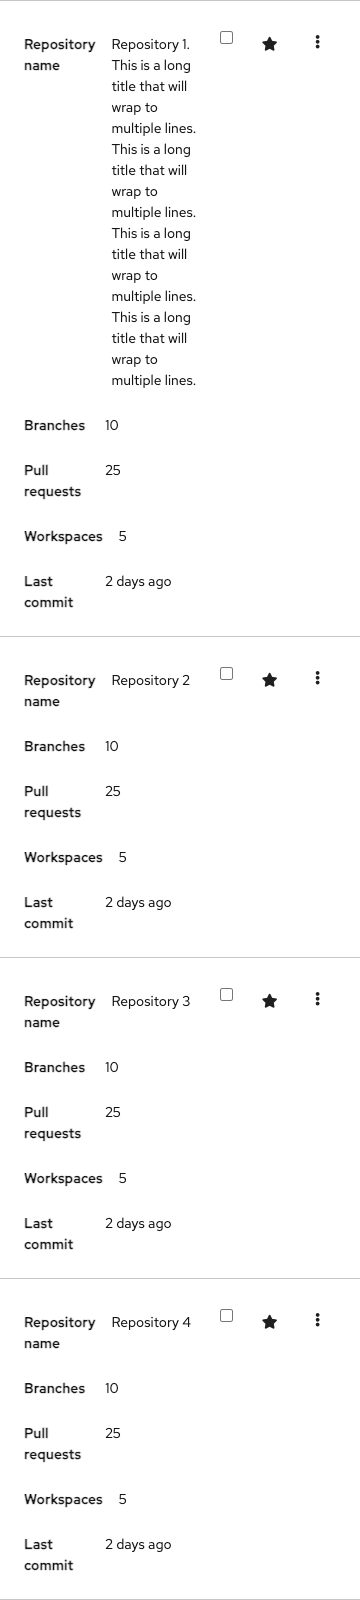 Repository Repository 1.
name This is a long
title that will
wrap to
multiple lines.
This is a long
title that will
wrap to
multiple lines.
This is a long
title that will
wrap to
multiple lines.
This is a long
title that will
wrap to
multiple lines.
Branches 10
Pull 25
requests
Workspaces 5
Last 2 days ago
commit
Repository Repository 2
name
Branches 10
Pull 25
requests
Workspaces 5
Last 2 days ago
commit
Repository Repository 3
name
Branches 10
Pull 25
requests
Workspaces 5
Last 2 days ago
commit
Repository Repository 4
name
Branches 10
Pull 25
requests
Workspaces 5
Last 2 days ago
commit